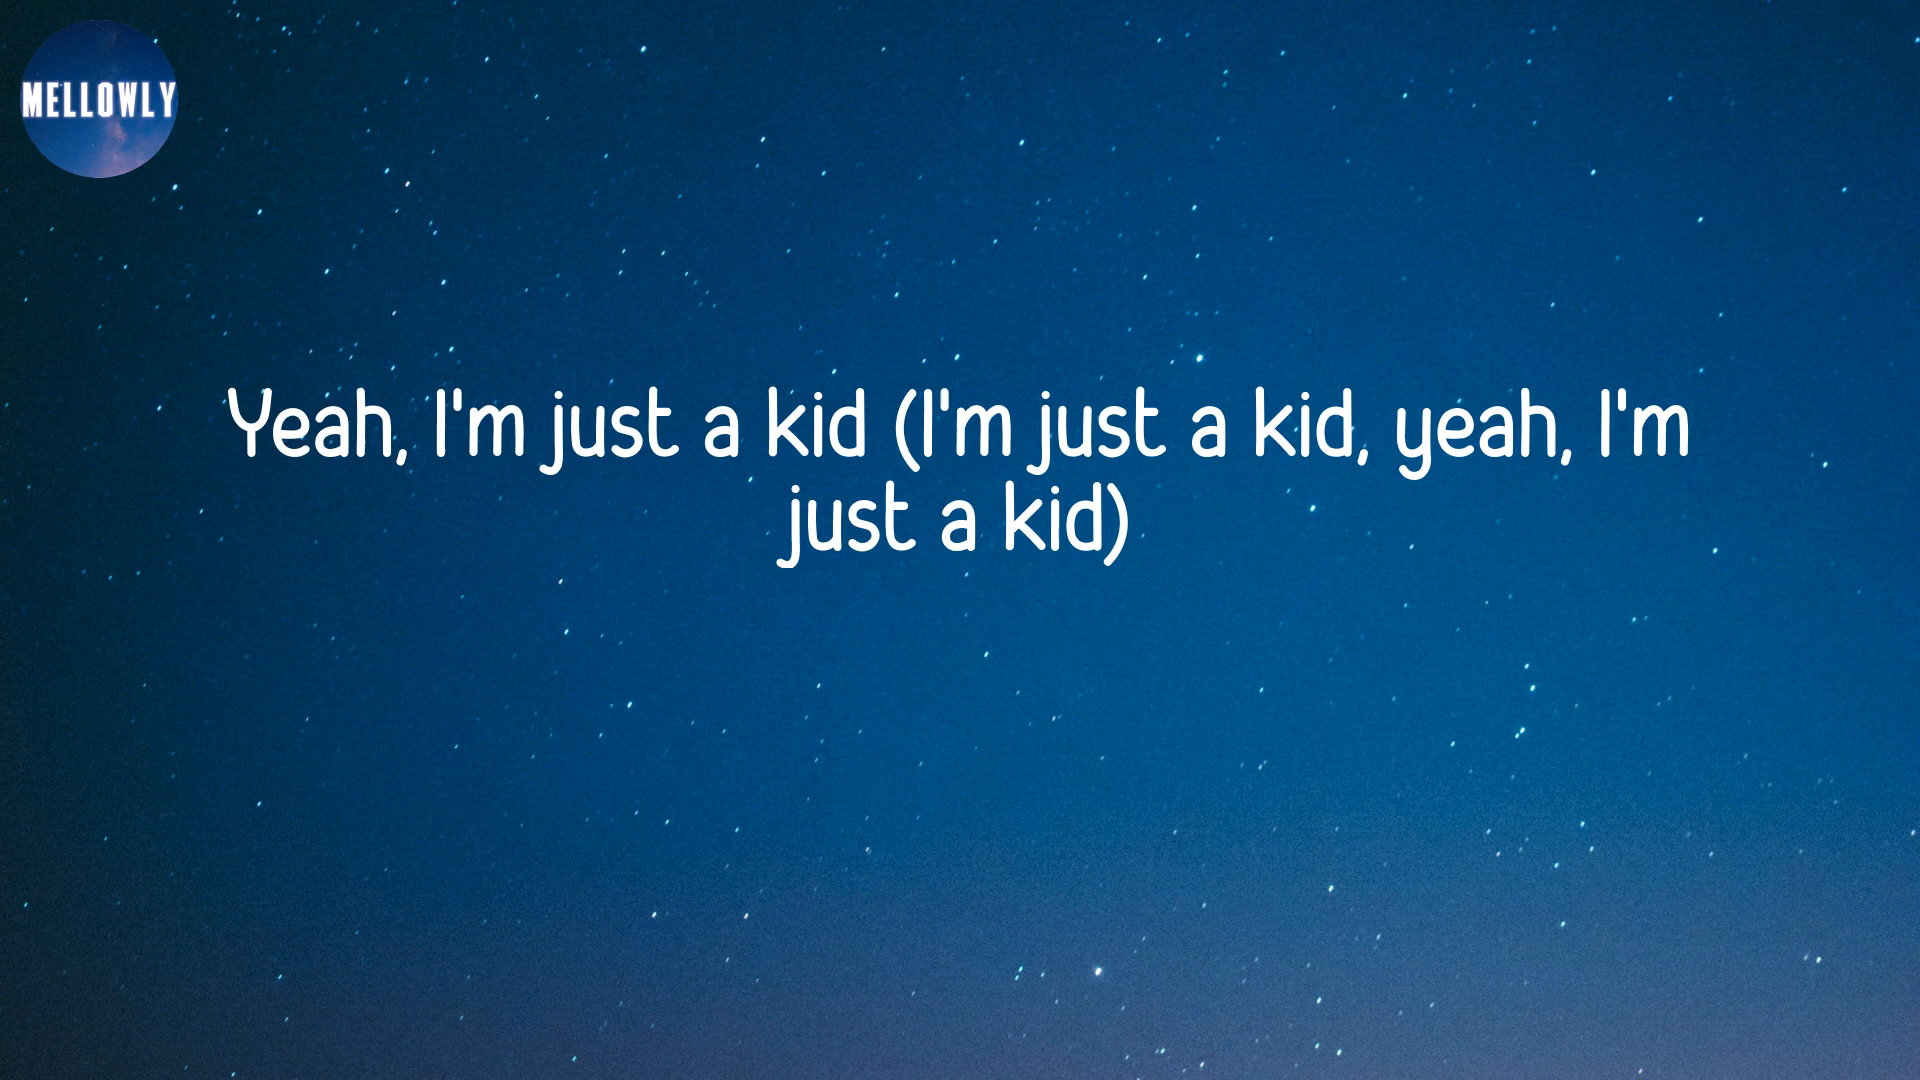 MELLOWLY
Yeah, I'm just a kid (I'm just a kid, yeah, I'm
just a kid)